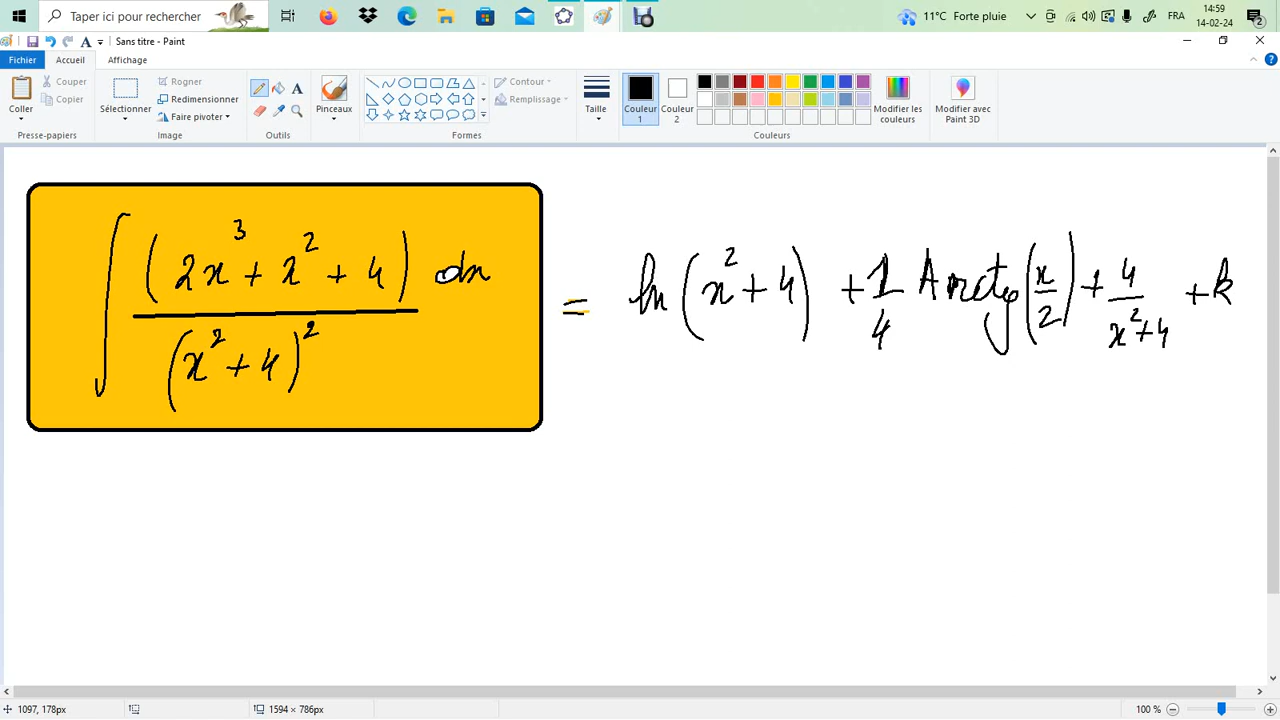 Taper ici pour rechercher
11°C Forte pluie
FRA
14:59
14-02-24
2
Sans titre - Paint
Fichier
Accueil
Affichage
Coller
Couper
Copier
Presse-papiers
Sélectionner
Rogner
Redimensionner
Faire pivoter
Image
A
Outils
Pinceaux
Contour
Remplissage
Formes
Taille
Couleur 1
Couleur 2
Modifier les couleurs
Couleurs
Modifier avec Paint 3D
∫ (2x³ + x² + 4) / (x² + 4)² dx = ln(x² + 4) + 1/4 Arctg(x/2) + 4/(x²+4) + k
1097, 178px
1594 × 786px
100 %